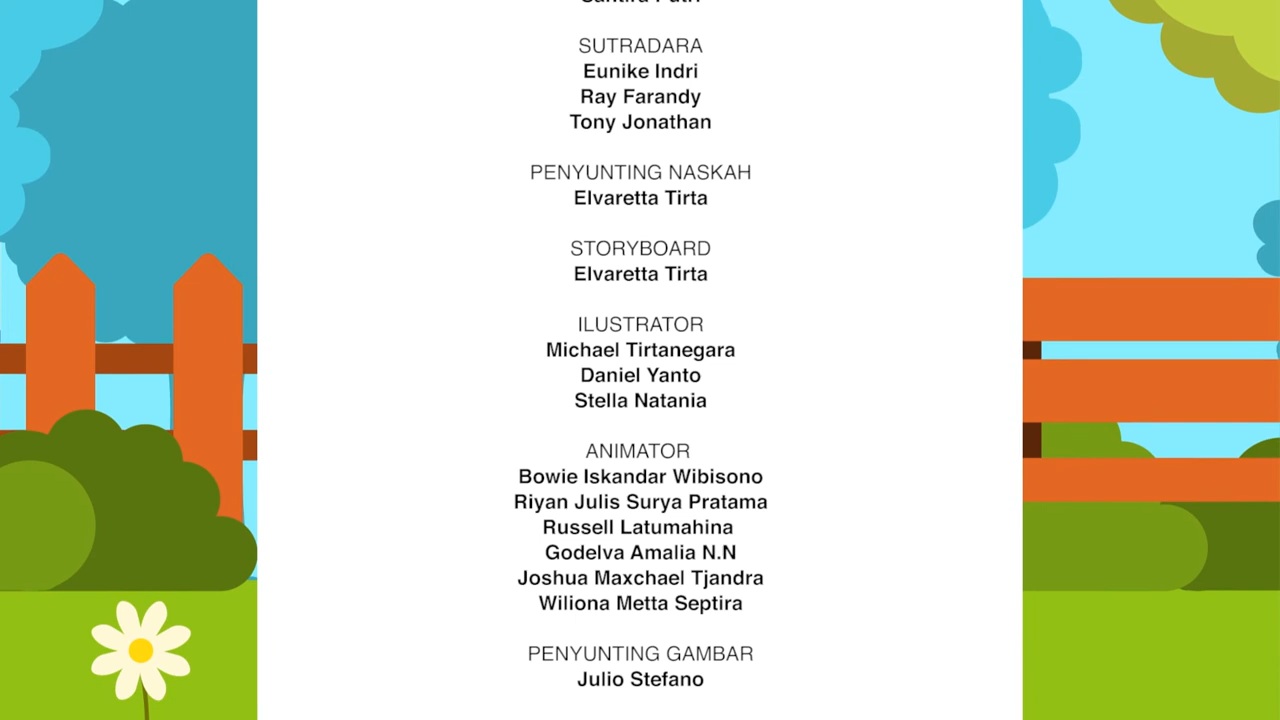 SUTRADARA
Eunike Indri
Ray Farandy
Tony Jonathan
PENYUNTING NASKAH
Elvaretta Tirta
STORYBOARD
Elvaretta Tirta
ILUSTRATOR
Michael Tirtanegara
Daniel Yanto
Stella Natania
ANIMATOR
Bowie Iskandar Wibisono
Riyan Julis Surya Pratama
Russell Latumahina
Godelva Amalia N.N
Joshua Maxchael Tjandra
Wiliona Metta Septira
PENYUNTING GAMBAR
Julio Stefano